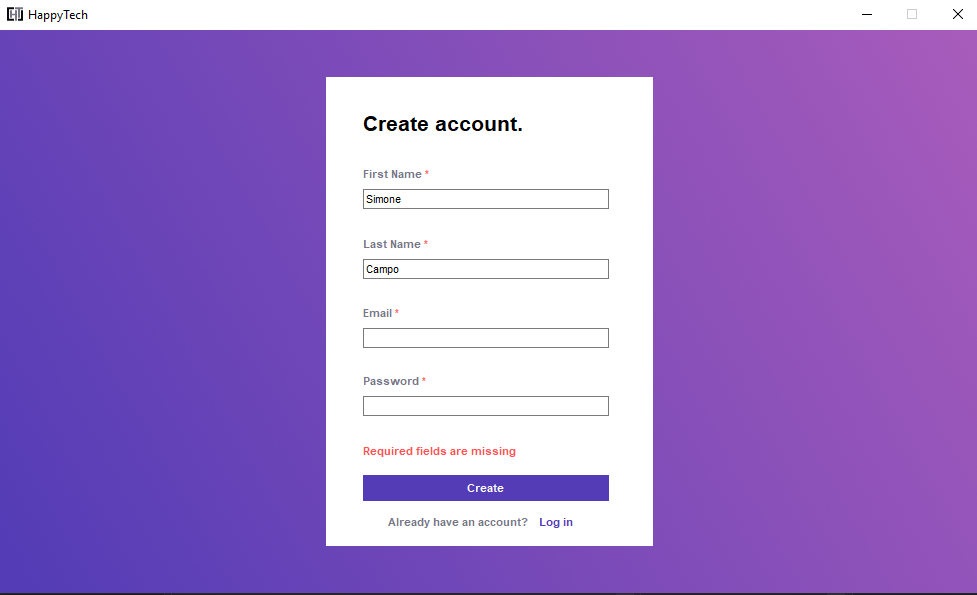 HappyTech
Create account.
First Name *
Simone
Last Name *
Campo
Email *
Password *
Required fields are missing
Create
Already have an account? Log in